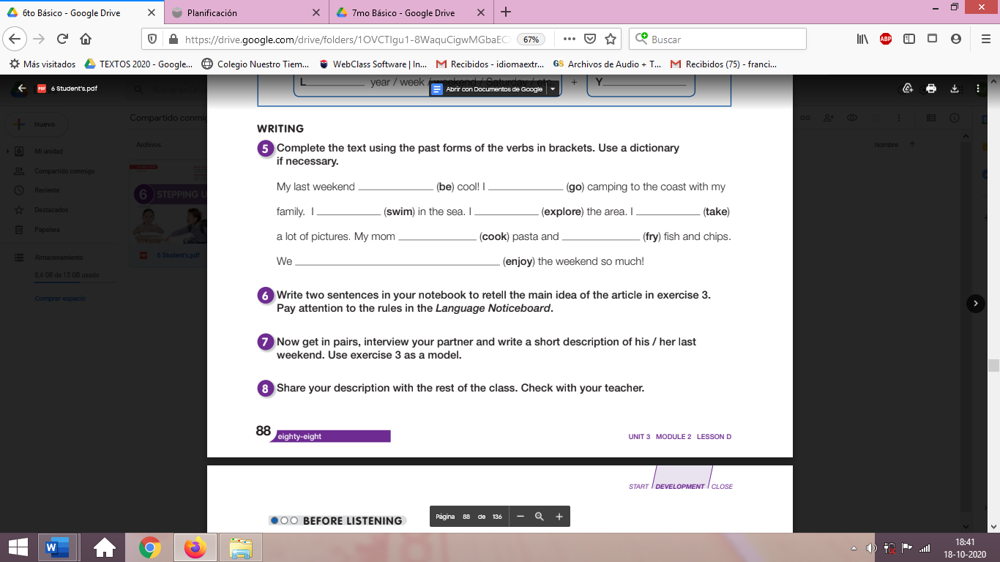 6to Básico - Google Drive
Planificación
7mo Básico - Google Drive
https://drive.google.com/drive/folders/1OVCTIgu1-8WaquCigwMGbaEC
67%
Buscar
Más visitados
TEXTOS 2020 - Google...
Colegio Nuestro Tiem...
WebClass Software | In...
Recibidos - idiomaextr...
Archivos de Audio + T...
Recibidos (75) - franci...
6 Student's.pdf
Abrir con Documentos de Google
L__________ year / week / weekend / Saturday / etc. + Y__________
Nuevo
Compartido conmig
Nombre
Mi unidad
Archivos
Compartido conmigo
Reciente
Destacados
Papelera
Almacenamiento
8,4 GB de 15 GB usado
Comprar espacio
6 STEPPING U
6 Student's.pdf
WRITING
5 Complete the text using the past forms of the verbs in brackets. Use a dictionary
if necessary.
My last weekend __________ (be) cool! I __________ (go) camping to the coast with my
family. I __________ (swim) in the sea. I __________ (explore) the area. I __________ (take)
a lot of pictures. My mom __________ (cook) pasta and __________ (fry) fish and chips.
We __________ (enjoy) the weekend so much!
6 Write two sentences in your notebook to retell the main idea of the article in exercise 3.
Pay attention to the rules in the Language Noticeboard.
7 Now get in pairs, interview your partner and write a short description of his / her last
weekend. Use exercise 3 as a model.
8 Share your description with the rest of the class. Check with your teacher.
88 eighty-eight
UNIT 3 MODULE 2 LESSON D
START DEVELOPMENT CLOSE
BEFORE LISTENING
Página 88 de 136
18:41
18-10-2020